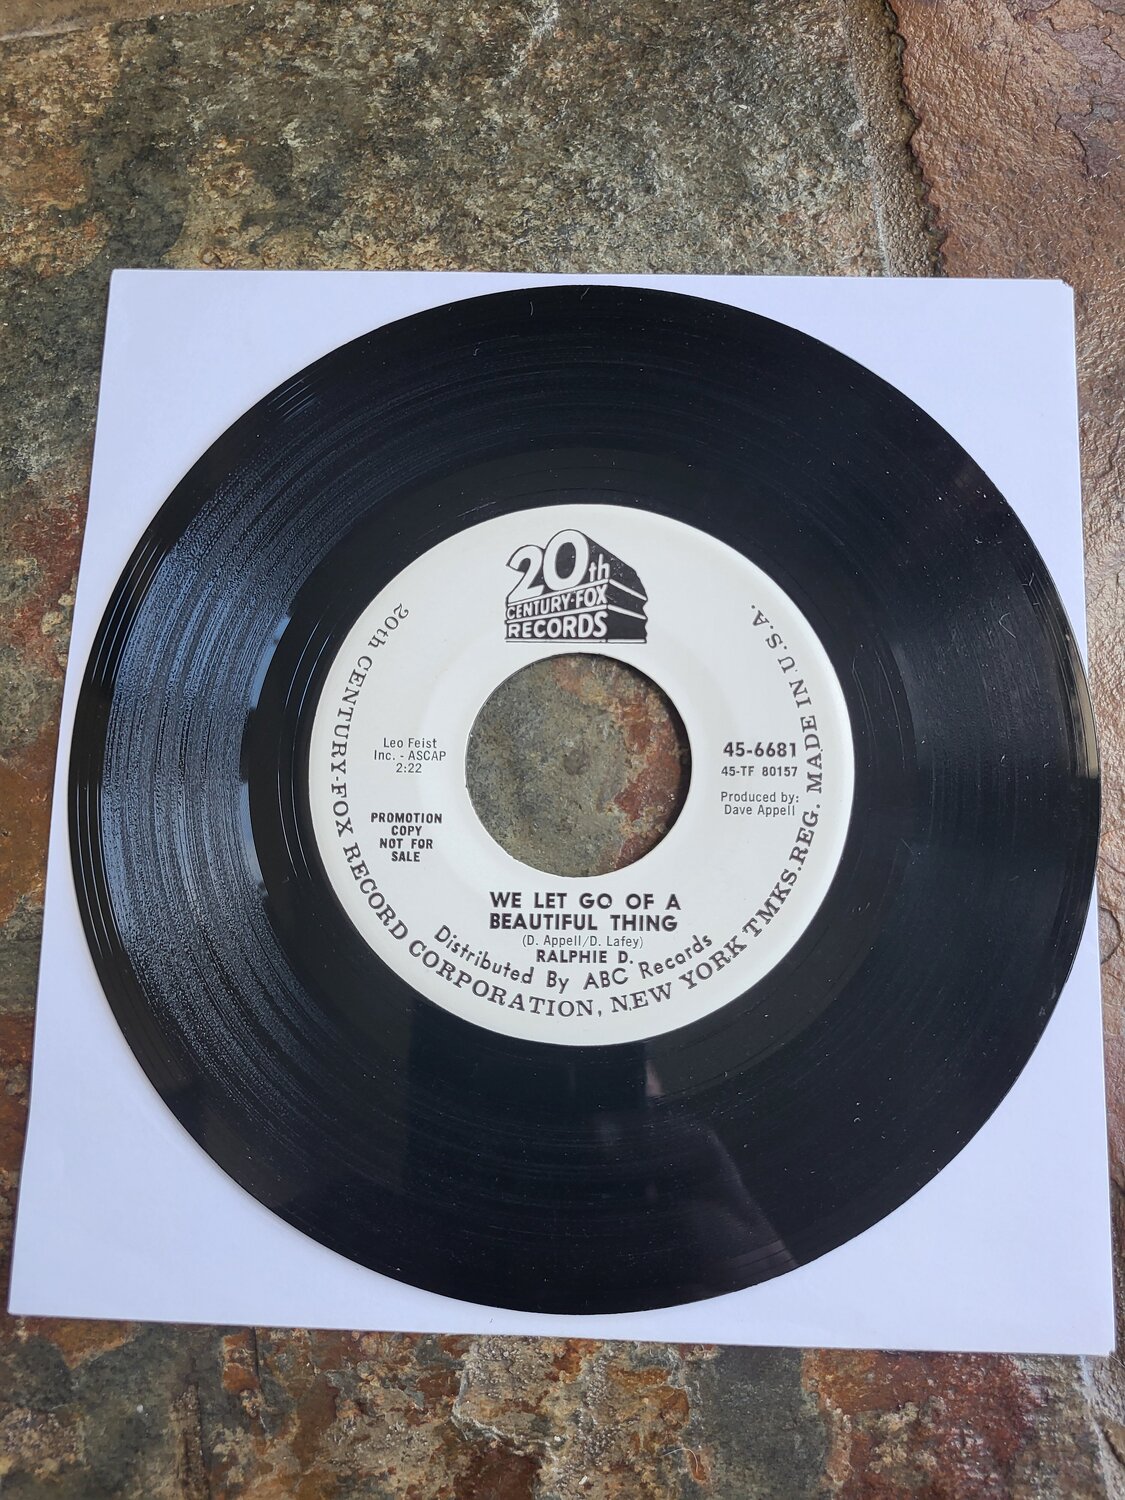 20th
CENTURY-FOX
RECORDS
20th CENTURY-FOX RECORD CORPORATION, NEW YORK TMKS. REG. MADE IN U.S.A.
Leo Feist
Inc. - ASCAP
2:22
PROMOTION
COPY
NOT FOR
SALE
45-6681
45-TF 80157
Produced by:
Dave Appell
WE LET GO OF A
BEAUTIFUL THING
(D. Appell/D. Lafey)
RALPHIE D.
Distributed By ABC Records